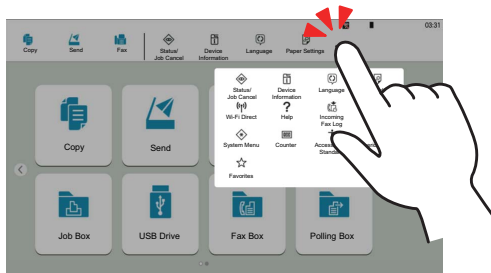 03:31
Copy Send Fax Status/ Device Language Paper Settings
Job Cancel Information
Status/ Device Language
Job Cancel Information
Wi-Fi Direct Help Incoming
Fax Log
System Menu Counter
Favorites
Copy Send
Job Box USB Drive Fax Box Polling Box